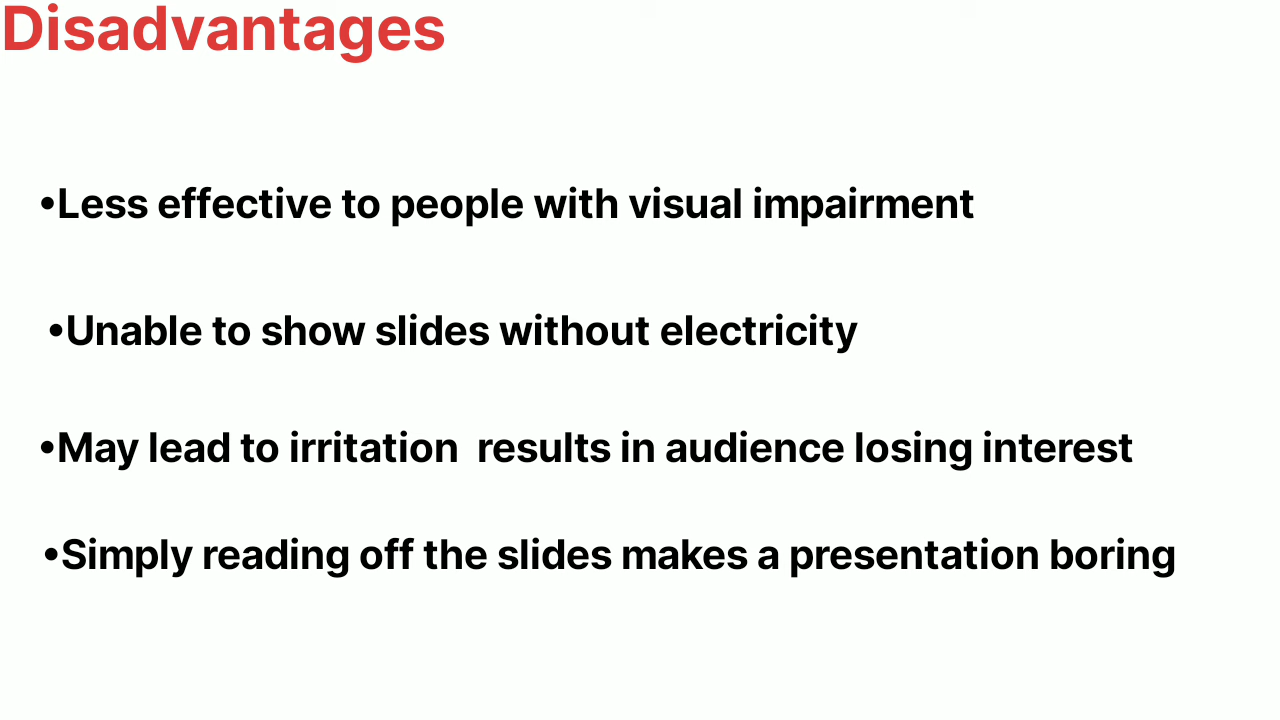 Disadvantages
•Less effective to people with visual impairment
•Unable to show slides without electricity
•May lead to irritation  results in audience losing interest
•Simply reading off the slides makes a presentation boring